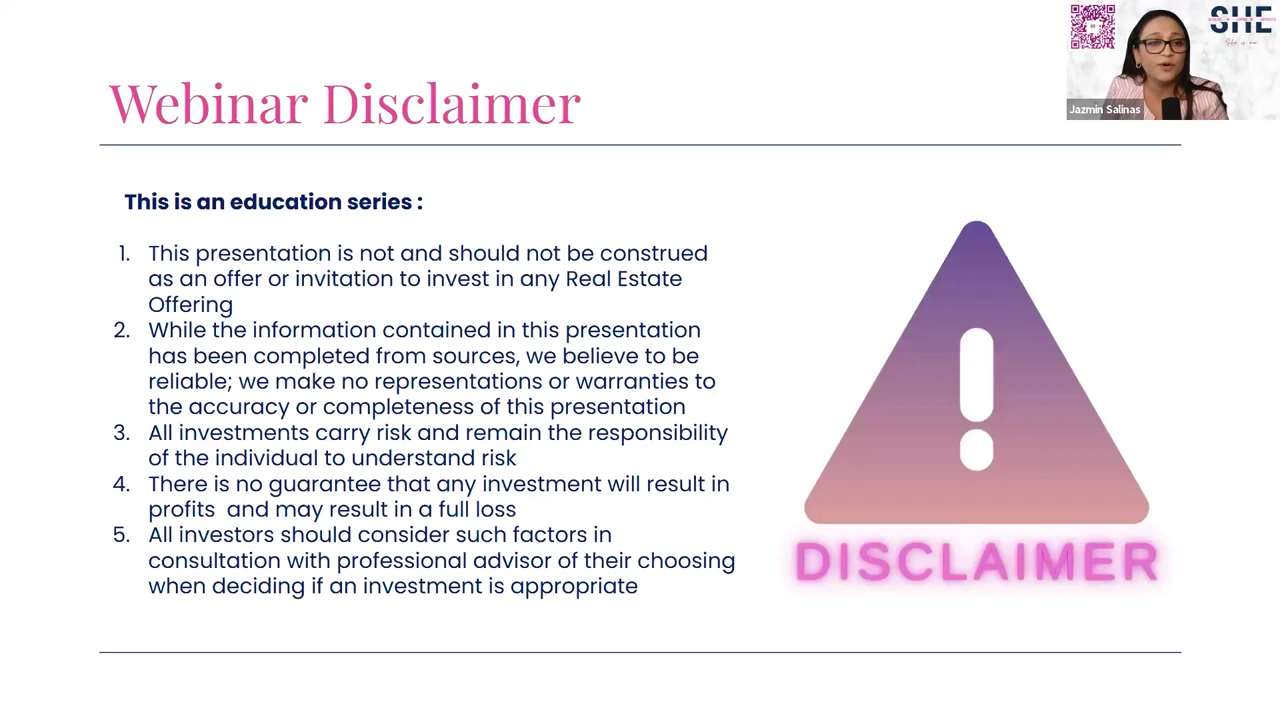 SHE
She is me
Jazmin Salinas
Webinar Disclaimer
This is an education series :
1. This presentation is not and should not be construed
as an offer or invitation to invest in any Real Estate
Offering
2. While the information contained in this presentation
has been completed from sources, we believe to be
reliable; we make no representations or warranties to
the accuracy or completeness of this presentation
3. All investments carry risk and remain the responsibility
of the individual to understand risk
4. There is no guarantee that any investment will result in
profits  and may result in a full loss
5. All investors should consider such factors in
consultation with professional advisor of their choosing
when deciding if an investment is appropriate
DISCLAIMER